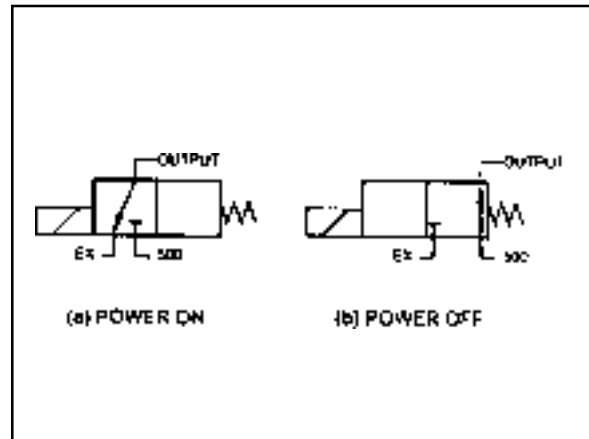 OUTPUT
EX
500
(a) POWER ON
OUTPUT
EX
500
(b) POWER OFF